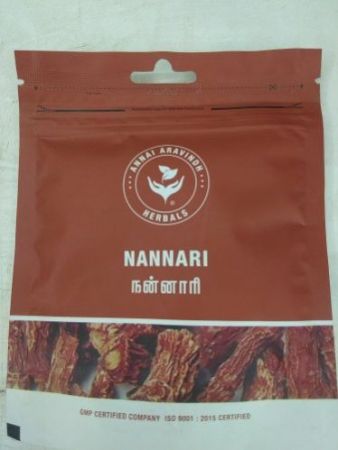 ANNAI ARAVINDH
HERBALS
NANNARI
நன்னாரி
GMP CERTIFIED COMPANY ISO 9001 : 2015 CERTIFIED